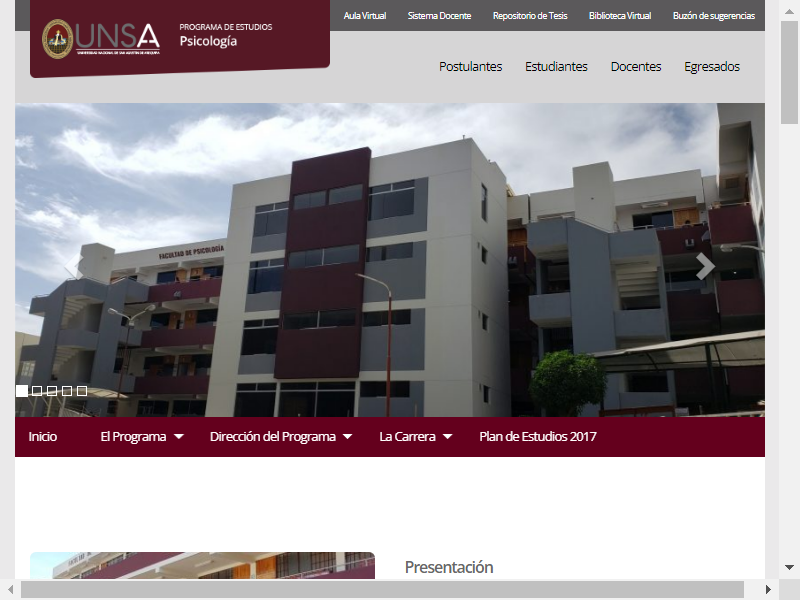 Aula Virtual
Sistema Docente
Repositorio de Tesis
Biblioteca Virtual
Buzón de sugerencias
UNSA
UNIVERSIDAD NACIONAL DE SAN AGUSTÍN DE AREQUIPA
PROGRAMA DE ESTUDIOS
Psicología
Postulantes
Estudiantes
Docentes
Egresados
FACULTAD DE PSICOLOGÍA
Inicio
El Programa
Dirección del Programa
La Carrera
Plan de Estudios 2017
Presentación